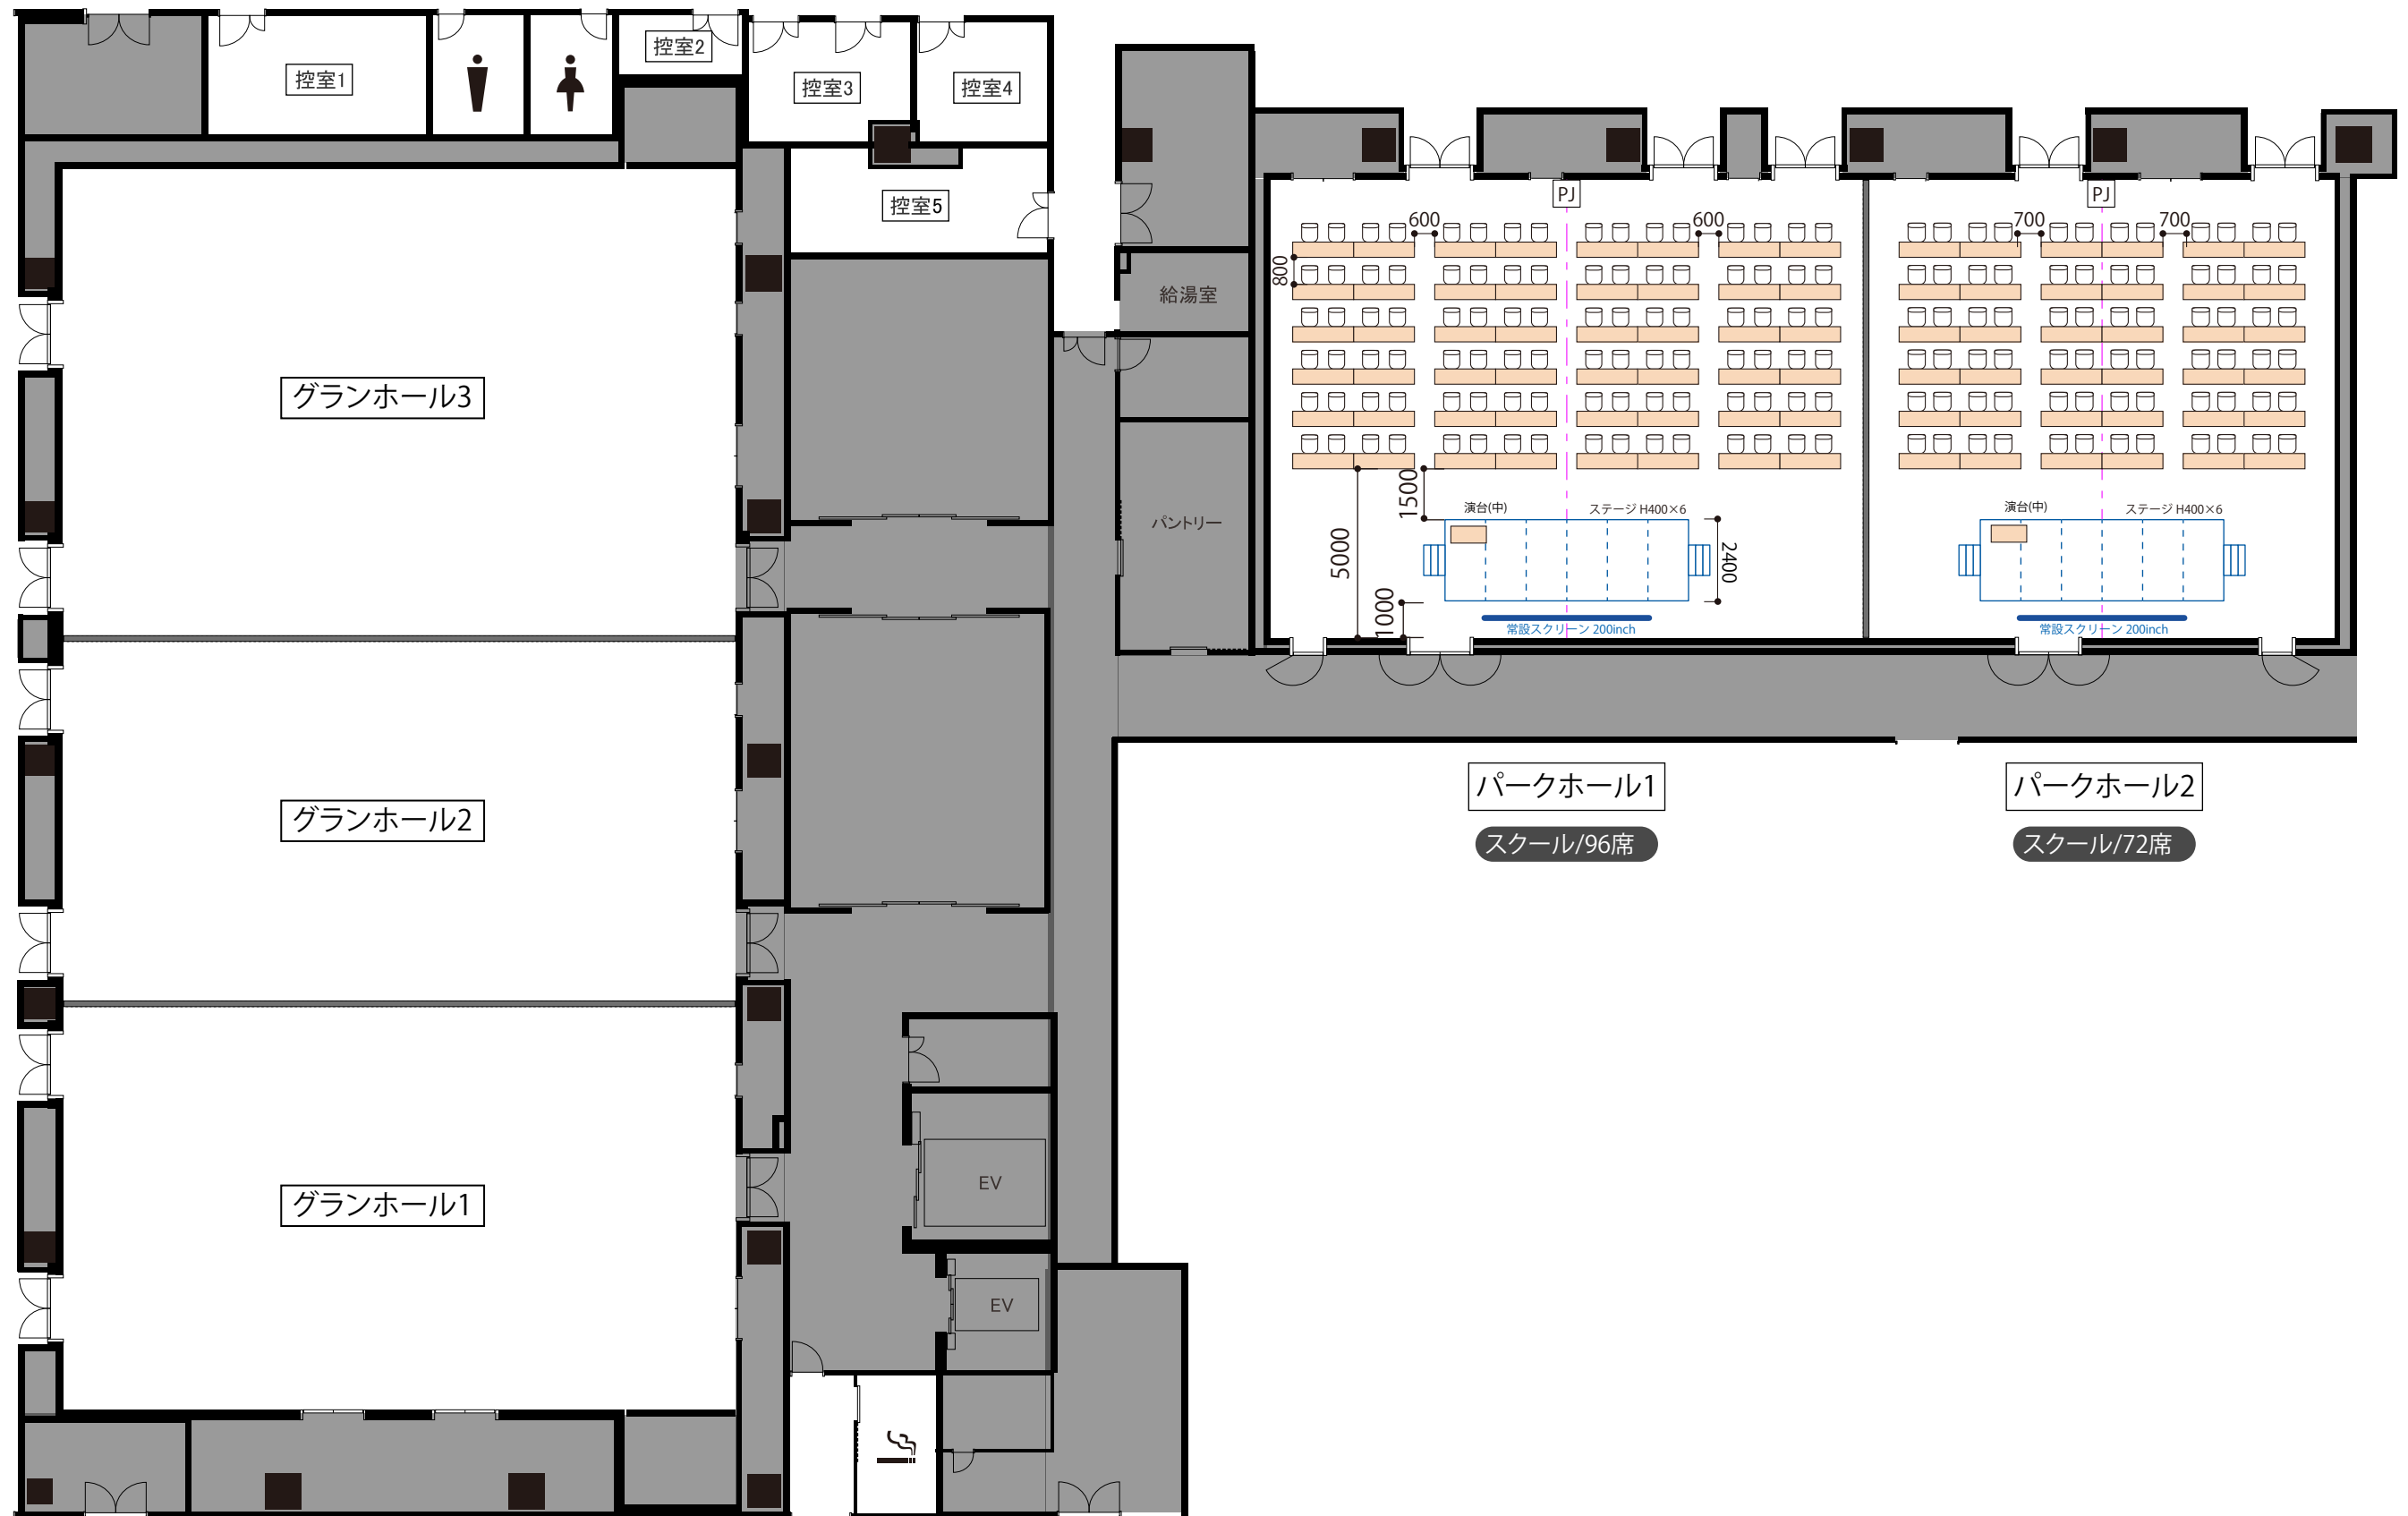 控室1
控室2
控室3
控室4
控室5
PJ
PJ
600
600
700
700
800
給湯室
グランホール3
パントリー
1500
5000
1000
2400
演台(中)
ステージ H400×6
常設スクリーン 200inch
演台(中)
ステージ H400×6
常設スクリーン 200inch
グランホール2
パークホール1
スクール/96席
パークホール2
スクール/72席
グランホール1
EV
EV